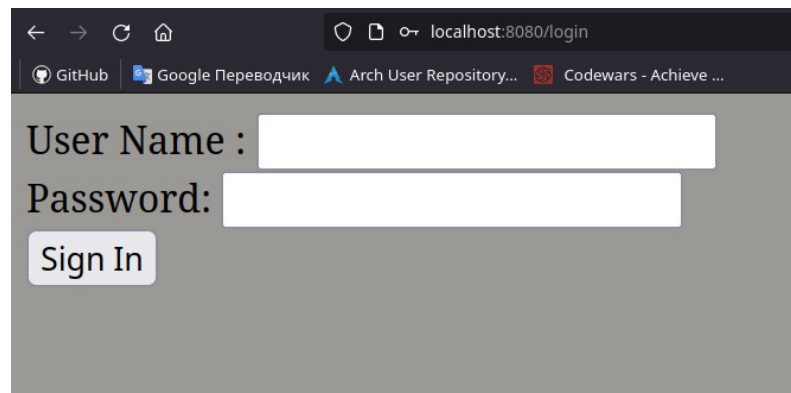 localhost:8080/login
GitHub Google Переводчик Arch User Repository... Codewars - Achieve ...
User Name :
Password:
Sign In